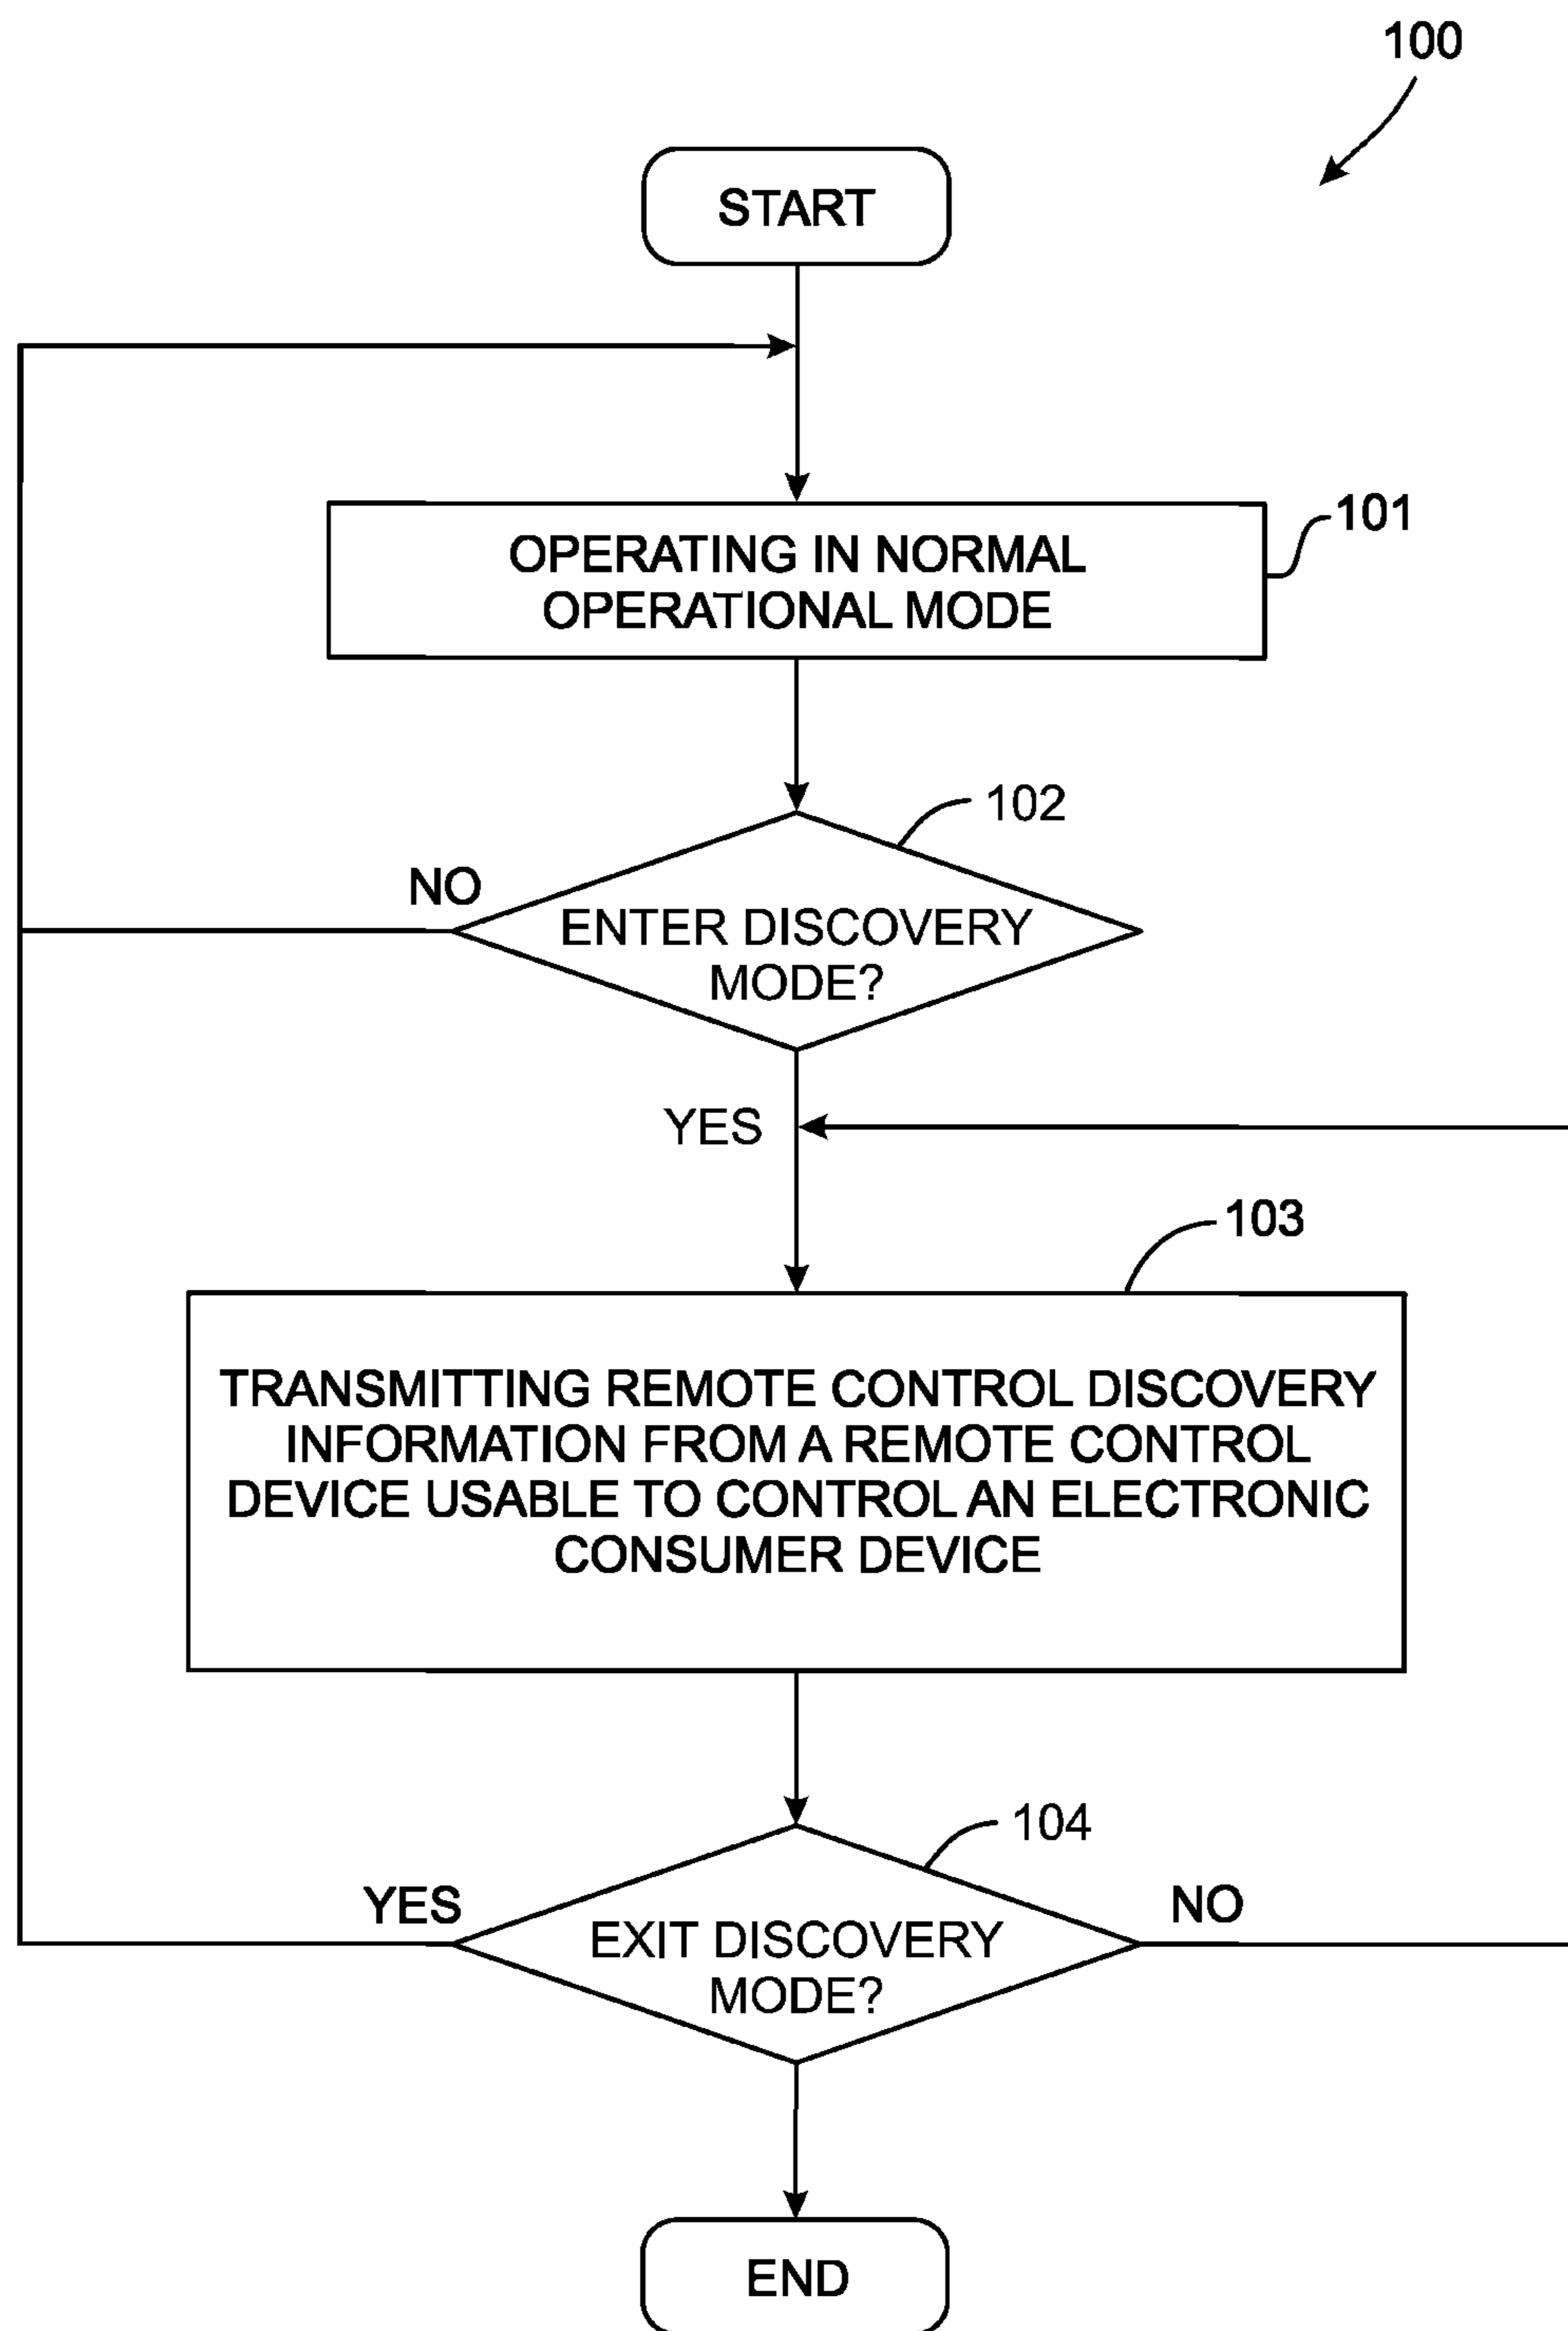 100
START
OPERATING IN NORMAL
OPERATIONAL MODE
101
102
NO
ENTER DISCOVERY
MODE?
YES
103
TRANSMITTING REMOTE CONTROL DISCOVERY
INFORMATION FROM A REMOTE CONTROL
DEVICE USABLE TO CONTROL AN ELECTRONIC
CONSUMER DEVICE
104
YES
NO
EXIT DISCOVERY
MODE?
END